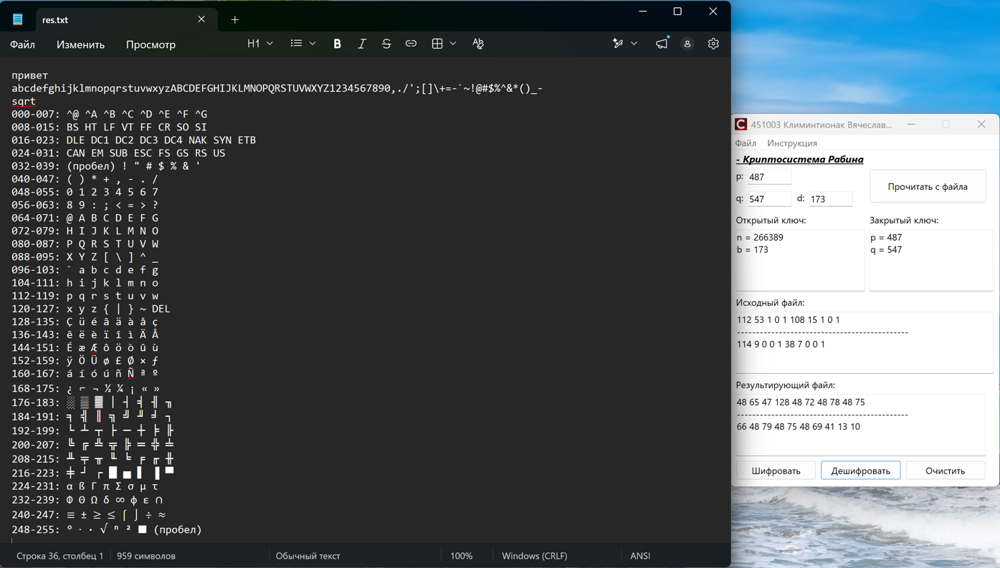 res.txt
Файл Изменить Просмотр H1 B I S
привет
abcdefghijklmnopqrstuvwxyzABCDEFGHIJKLMNOPQRSTUVWXYZ1234567890,./';[]\+=-`~!@#$%^&*()_-
sqrt
000-007: ^@ ^A ^B ^C ^D ^E ^F ^G
008-015: BS HT LF VT FF CR SO SI
016-023: DLE DC1 DC2 DC3 DC4 NAK SYN ETB
024-031: CAN EM SUB ESC FS GS RS US
032-039: (пробел) ! " # $ % & '
040-047: ( ) * + , - . /
048-055: 0 1 2 3 4 5 6 7
056-063: 8 9 : ; < = > ?
064-071: @ A B C D E F G
072-079: H I J K L M N O
080-087: P Q R S T U V W
088-095: X Y Z [ \ ] ^ _
096-103: ` a b c d e f g
104-111: h i j k l m n o
112-119: p q r s t u v w
120-127: x y z { | } ~ DEL
128-135: Ç ü é â ä à å ç
136-143: ê ë è ï î ì Ä Å
144-151: É æ Æ ô ö ò û ù
152-159: ÿ Ö Ü ø £ Ø × ƒ
160-167: á í ó ú ñ Ñ ª º
168-175: ¿ ⌐ ¬ ½ ¼ ¡ « »
176-183: ░ ▒ ▓ │ ┤ ╡ ╢ ╖
184-191: ╕ ╣ ║ ╗ ╝ ╜ ╛ ┐
192-199: └ ┴ ┬ ├ ─ ┼ ╞ ╟
200-207: ╚ ╔ ╩ ╦ ╠ ═ ╬ ╧
208-215: ╨ ╤ ╥ ╙ ╘ ╒ ╓ ╫
216-223: ╪ ┘ ┌ █ ▄ ▌ ▐ ▀
224-231: α ß Γ π Σ σ µ τ
232-239: Φ Θ Ω δ ∞ φ ε ∩
240-247: ≡ ± ≥ ≤ ⌠ ⌡ ÷ ≈
248-255: ° ∙ · √ ⁿ ² ■ (пробел)
Строка 36, столбец 1 959 символов Обычный текст 100% Windows (CRLF) ANSI
451003 Климинтионак Вячеслав...
Файл Инструкция
- Криптосистема Рабина
p: 487
Прочитать с файла
q: 547 d: 173
Открытый ключ: Закрытый ключ:
n = 266389 p = 487
b = 173 q = 547
Исходный файл:
112 53 1 0 1 108 15 1 0 1
---------------------------------------------
114 9 0 0 1 38 7 0 0 1
Результирующий файл:
48 65 47 128 48 72 48 78 48 75
---------------------------------------------
66 48 79 48 75 48 69 41 13 10
Шифровать Дешифровать Очистить